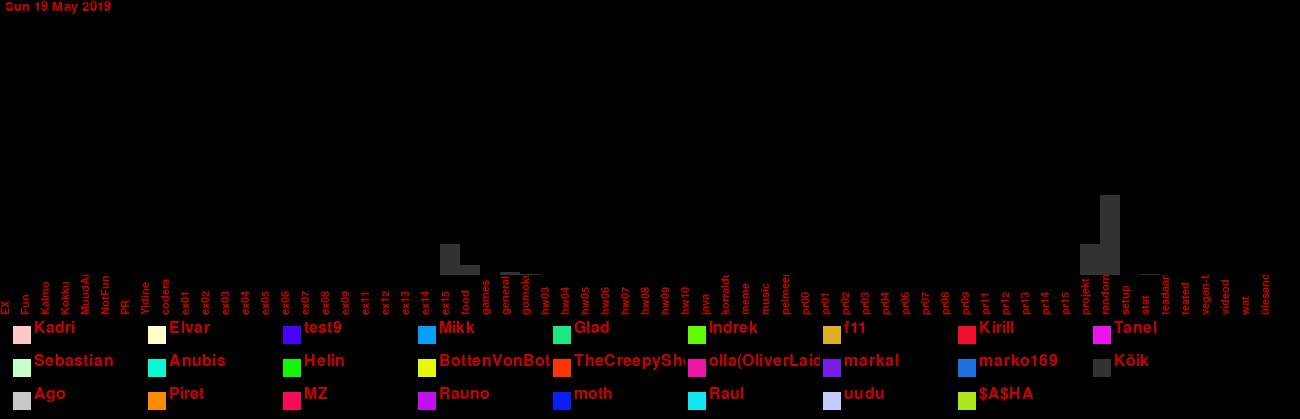 Sun 19 May 2019
EX Fun Kalmo Kokku MuudAi NotFun PR Yldine codera ex01 ex02 ex03 ex04 ex05 ex06 ex07 ex08 ex09 ex11 ex12 ex13 ex14 ex15 food games general gomoku hw03 hw04 hw05 hw06 hw07 hw08 hw09 hw10 java korraldu meme music pelmeer pr00 pr01 pr02 pr03 pr04 pr06 pr07 pr08 pr09 pr11 pr12 pr13 pr14 pr15 projekt random setup stat teadaan teated vegan-t videod wat ülesand
Kadri Elvar test9 Mikk Glad Indrek f11 Kirill Tanel
Sebastian Anubis Helin BottenVonBot TheCreepyShe olla(OliverLaid markal marko169 Kõik
Ago Piret MZ Rauno moth Raul uudu $A$HA